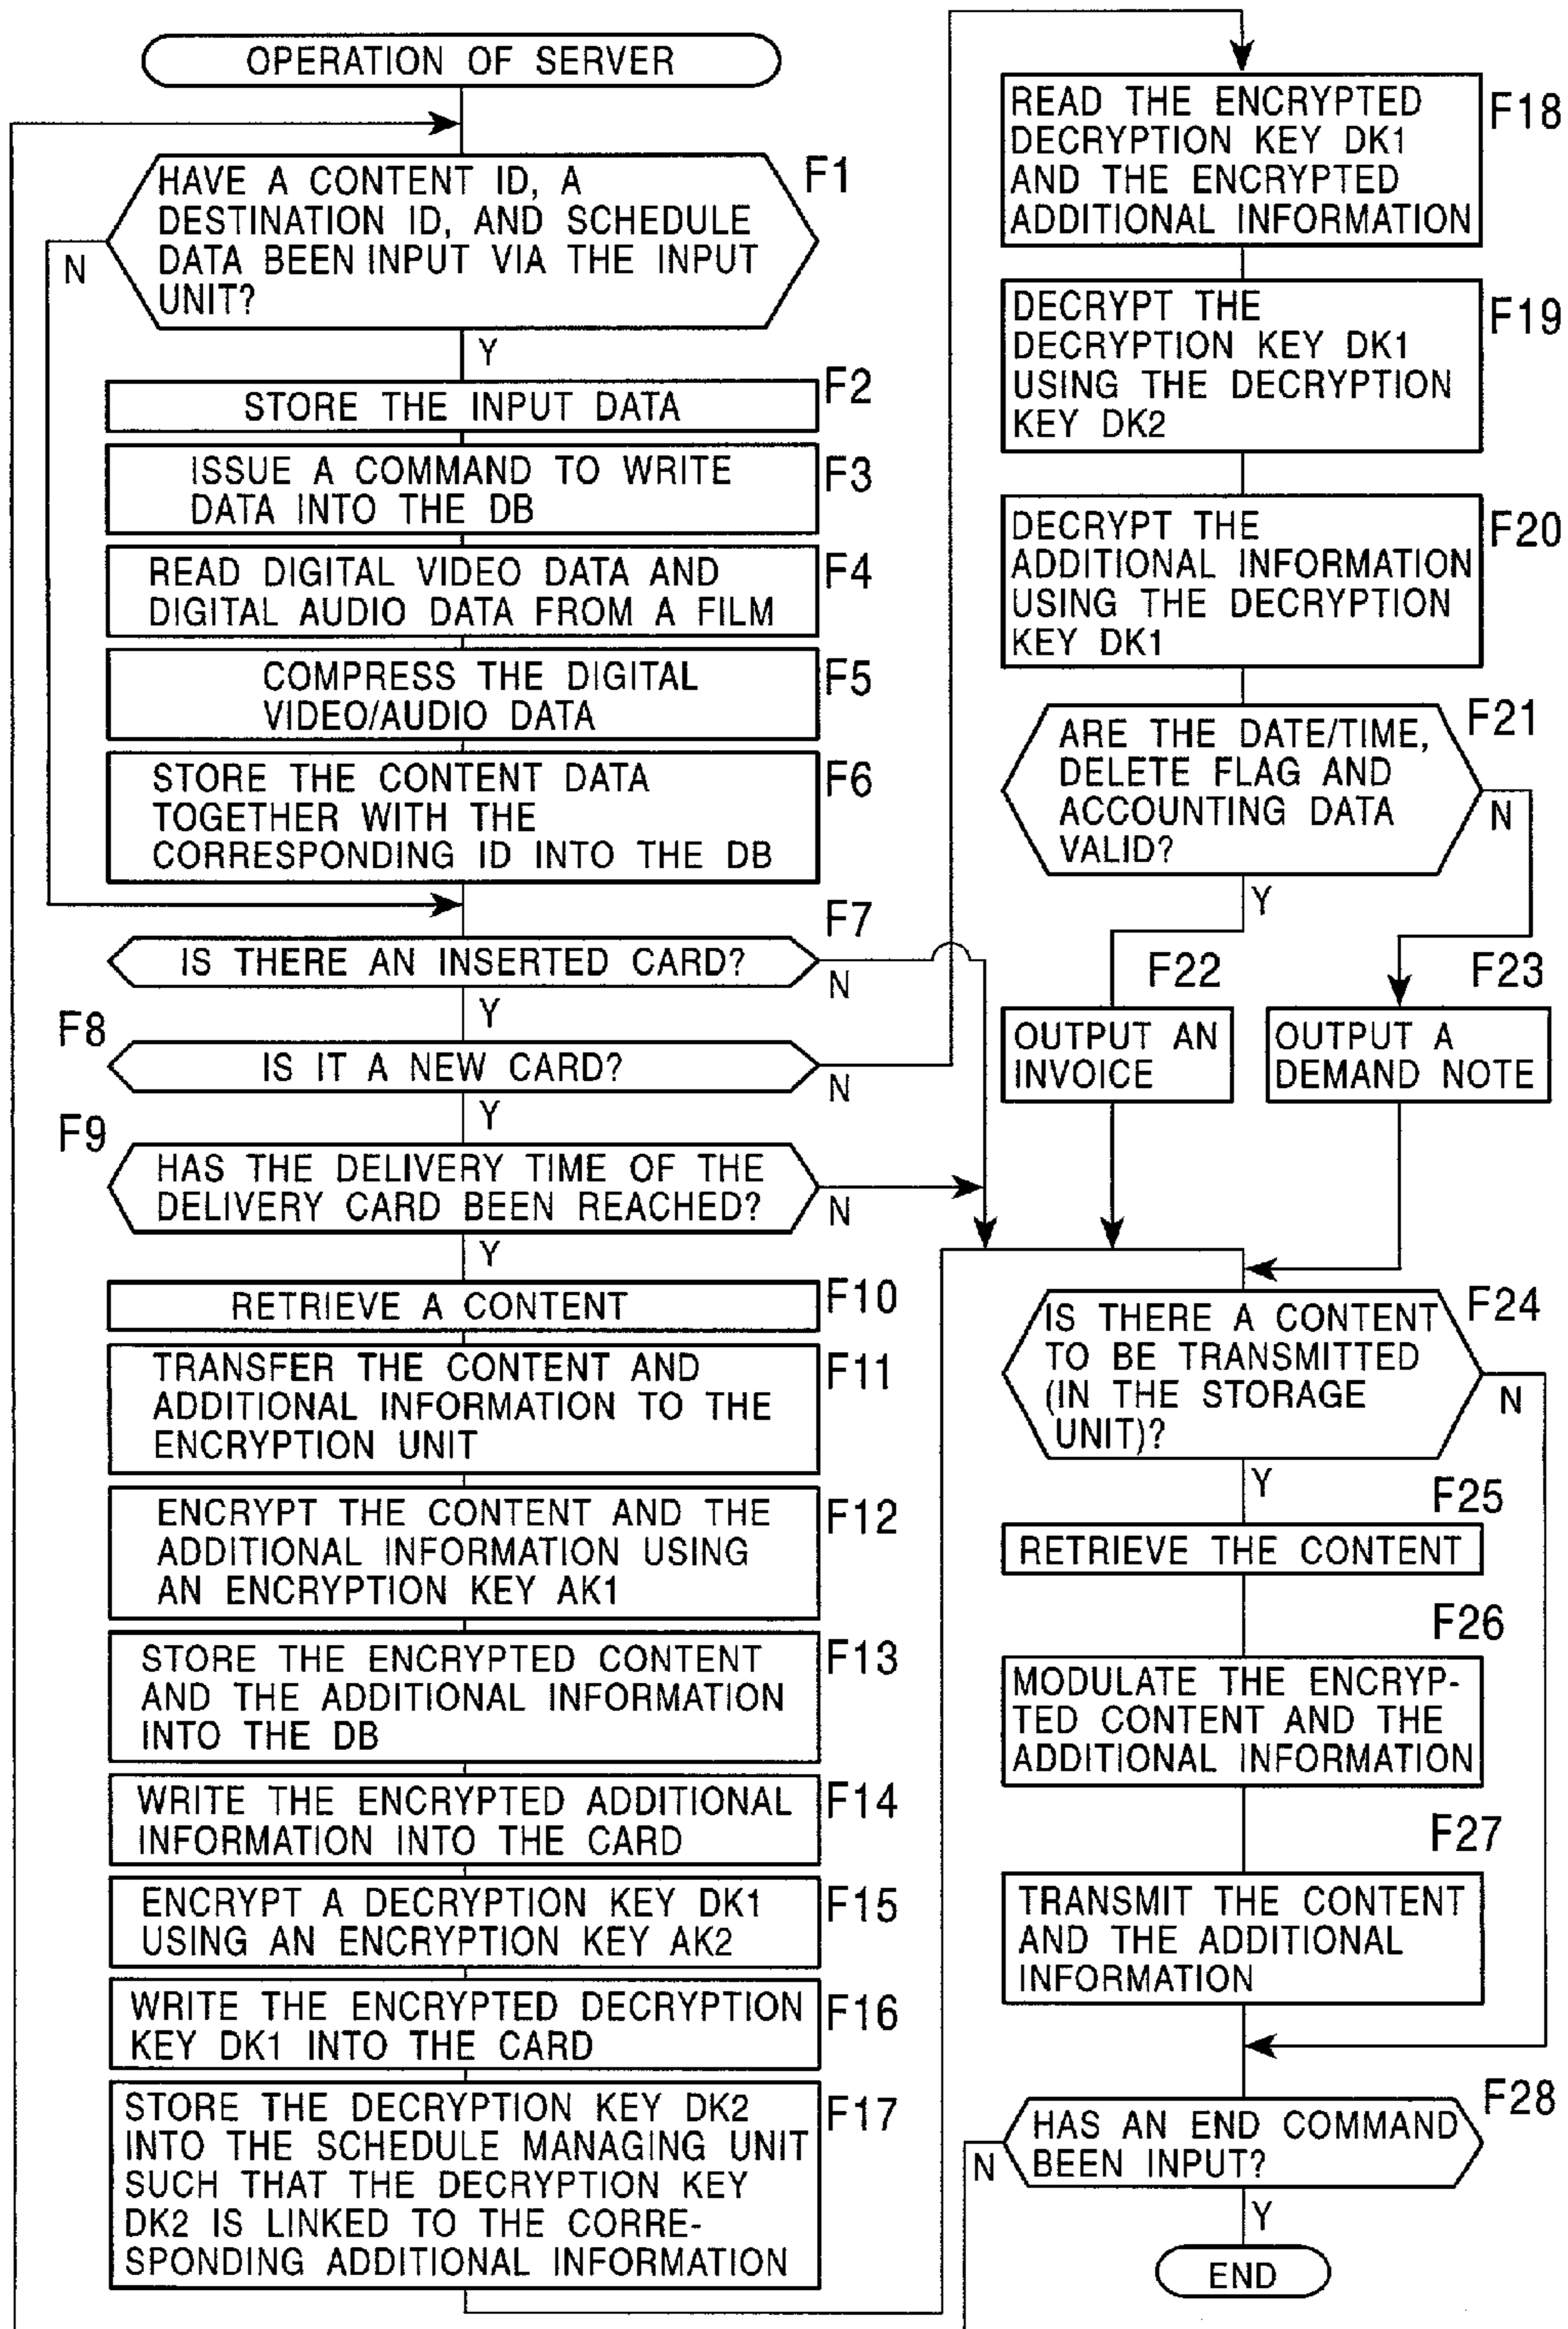 OPERATION OF SERVER
HAVE A CONTENT ID, A
DESTINATION ID, AND SCHEDULE
DATA BEEN INPUT VIA THE INPUT
UNIT?
F1
N
Y
STORE THE INPUT DATA
F2
ISSUE A COMMAND TO WRITE
DATA INTO THE DB
F3
READ DIGITAL VIDEO DATA AND
DIGITAL AUDIO DATA FROM A FILM
F4
COMPRESS THE DIGITAL
VIDEO/AUDIO DATA
F5
STORE THE CONTENT DATA
TOGETHER WITH THE
CORRESPONDING ID INTO THE DB
F6
F7
IS THERE AN INSERTED CARD?
N
Y
F8
IS IT A NEW CARD?
N
Y
F9
HAS THE DELIVERY TIME OF THE
DELIVERY CARD BEEN REACHED?
N
Y
RETRIEVE A CONTENT
F10
TRANSFER THE CONTENT AND
ADDITIONAL INFORMATION TO THE
ENCRYPTION UNIT
F11
ENCRYPT THE CONTENT AND THE
ADDITIONAL INFORMATION USING
AN ENCRYPTION KEY AK1
F12
STORE THE ENCRYPTED CONTENT
AND THE ADDITIONAL INFORMATION
INTO THE DB
F13
WRITE THE ENCRYPTED ADDITIONAL
INFORMATION INTO THE CARD
F14
ENCRYPT A DECRYPTION KEY DK1
USING AN ENCRYPTION KEY AK2
F15
WRITE THE ENCRYPTED DECRYPTION
KEY DK1 INTO THE CARD
F16
STORE THE DECRYPTION KEY DK2
INTO THE SCHEDULE MANAGING UNIT
SUCH THAT THE DECRYPTION KEY
DK2 IS LINKED TO THE CORRE-
SPONDING ADDITIONAL INFORMATION
F17
READ THE ENCRYPTED
DECRYPTION KEY DK1
AND THE ENCRYPTED
ADDITIONAL INFORMATION
F18
DECRYPT THE
DECRYPTION KEY DK1
USING THE DECRYPTION
KEY DK2
F19
DECRYPT THE
ADDITIONAL INFORMATION
USING THE DECRYPTION
KEY DK1
F20
ARE THE DATE/TIME,
DELETE FLAG AND
ACCOUNTING DATA
VALID?
F21
N
Y
F22
OUTPUT AN
INVOICE
F23
OUTPUT A
DEMAND NOTE
IS THERE A CONTENT
TO BE TRANSMITTED
(IN THE STORAGE
UNIT)?
F24
N
Y
F25
RETRIEVE THE CONTENT
F26
MODULATE THE ENCRYP-
TED CONTENT AND THE
ADDITIONAL INFORMATION
F27
TRANSMIT THE CONTENT
AND THE ADDITIONAL
INFORMATION
HAS AN END COMMAND
BEEN INPUT?
F28
N
Y
END